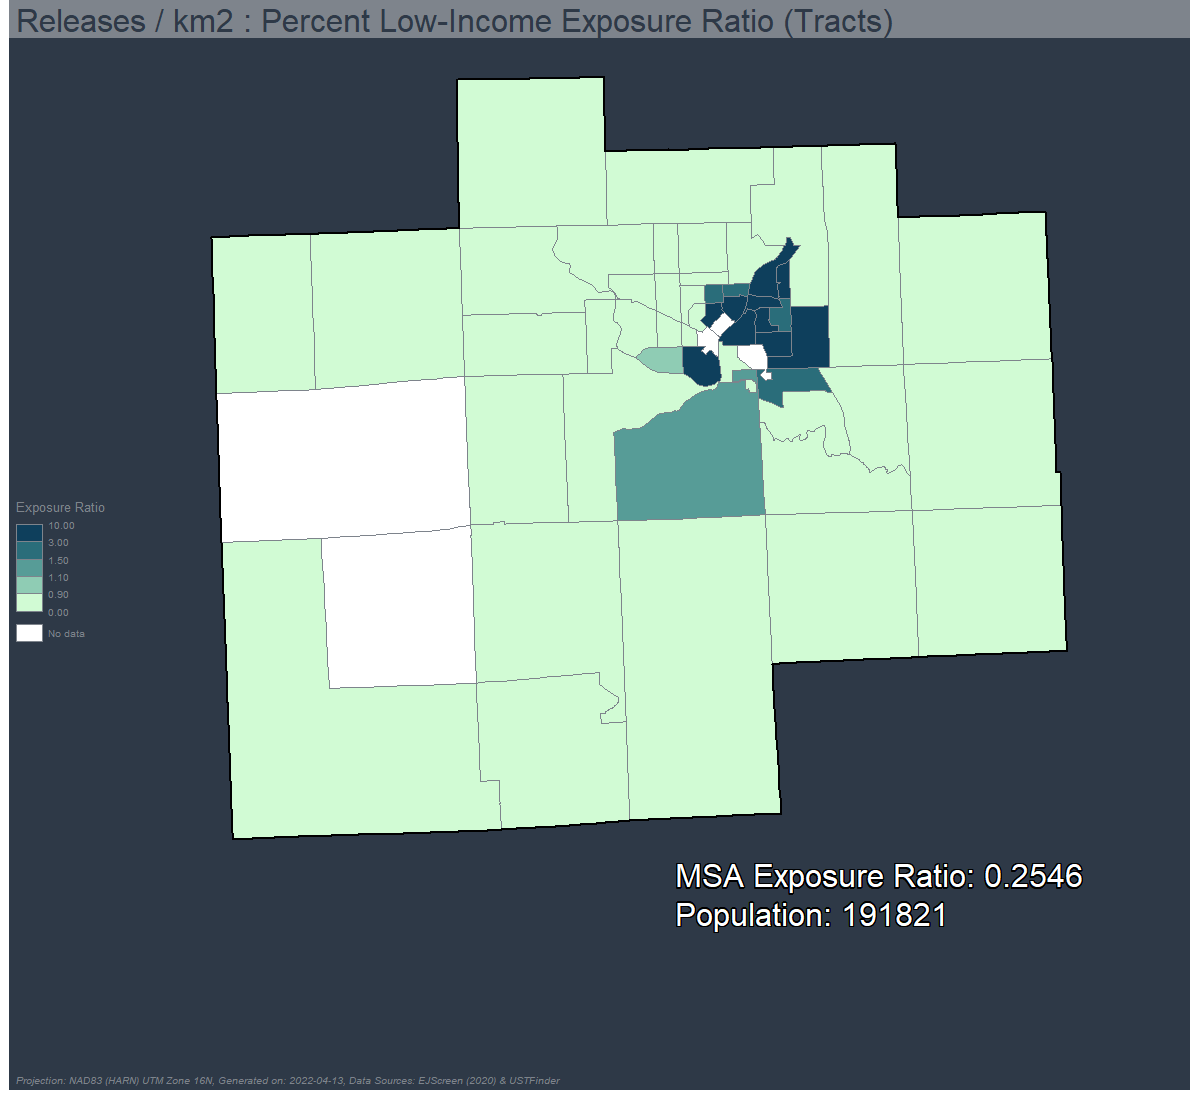 Releases / km2 : Percent Low-Income Exposure Ratio (Tracts)
Exposure Ratio
10.00
3.00
1.50
1.10
0.90
0.00
No data
MSA Exposure Ratio: 0.2546
Population: 191821
Projection: NAD83 (HARN) UTM Zone 16N, Generated on: 2022-04-13, Data Sources: EJScreen (2020) & USTFinder